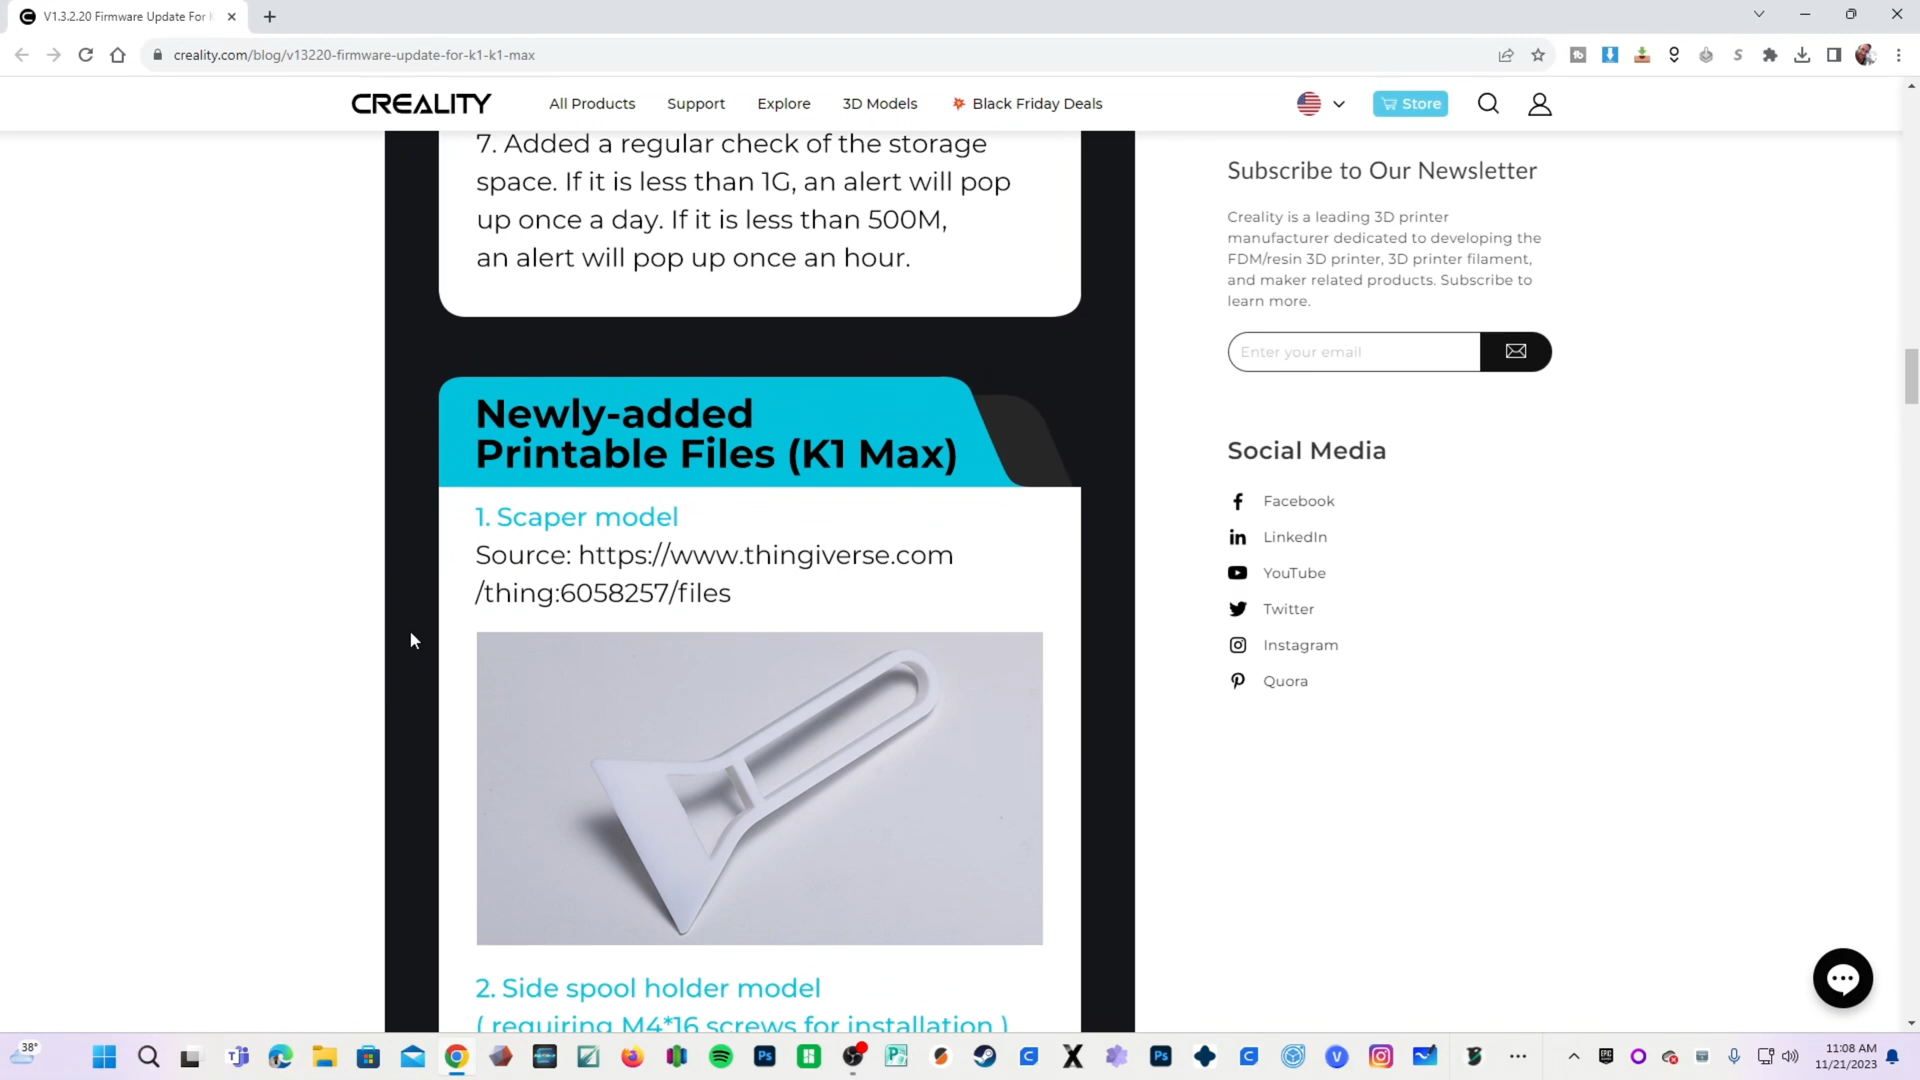 V1.3.2.20 Firmware Update For K
creality.com/blog/v13220-firmware-update-for-k1-k1-max
CREALITY
All Products
Support
Explore
3D Models
Black Friday Deals
Store
7. Added a regular check of the storage
space. If it is less than 1G, an alert will pop
up once a day. If it is less than 500M,
an alert will pop up once an hour.
Newly-added
Printable Files (K1 Max)
1. Scaper model
Source: https://www.thingiverse.com
/thing:6058257/files
2. Side spool holder model
( requiring M4*16 screws for installation )
Subscribe to Our Newsletter
Creality is a leading 3D printer
manufacturer dedicated to developing the
FDM/resin 3D printer, 3D printer filament,
and maker related products. Subscribe to
learn more.
Enter your email
Social Media
Facebook
LinkedIn
YouTube
Twitter
Instagram
Quora
38°
11:08 AM
11/21/2023